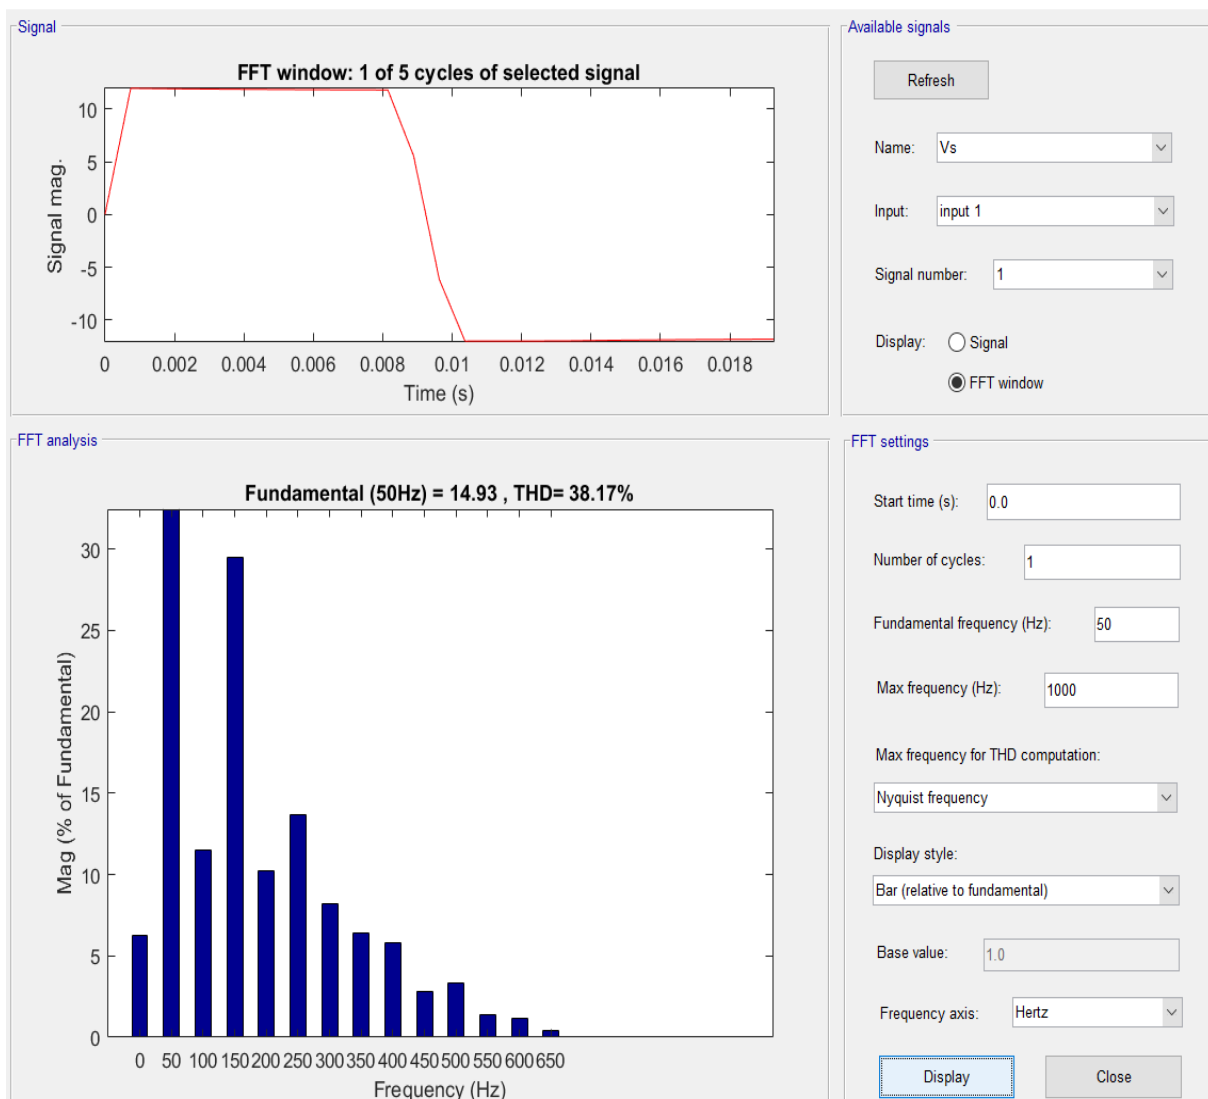 Signal
FFT window: 1 of 5 cycles of selected signal
10
5
0
-5
-10
Signal mag.
0 0.002 0.004 0.006 0.008 0.01 0.012 0.014 0.016 0.018
Time (s)
Available signals
Refresh
Name: Vs
Input: input 1
Signal number: 1
Display: Signal
FFT window
FFT analysis
Fundamental (50Hz) = 14.93 , THD= 38.17%
30
25
20
15
10
5
0
Mag (% of Fundamental)
0 50 100 150 200 250 300 350 400 450 500 550 600 650
Frequency (Hz)
FFT settings
Start time (s): 0.0
Number of cycles: 1
Fundamental frequency (Hz): 50
Max frequency (Hz): 1000
Max frequency for THD computation:
Nyquist frequency
Display style:
Bar (relative to fundamental)
Base value: 1.0
Frequency axis: Hertz
Display Close